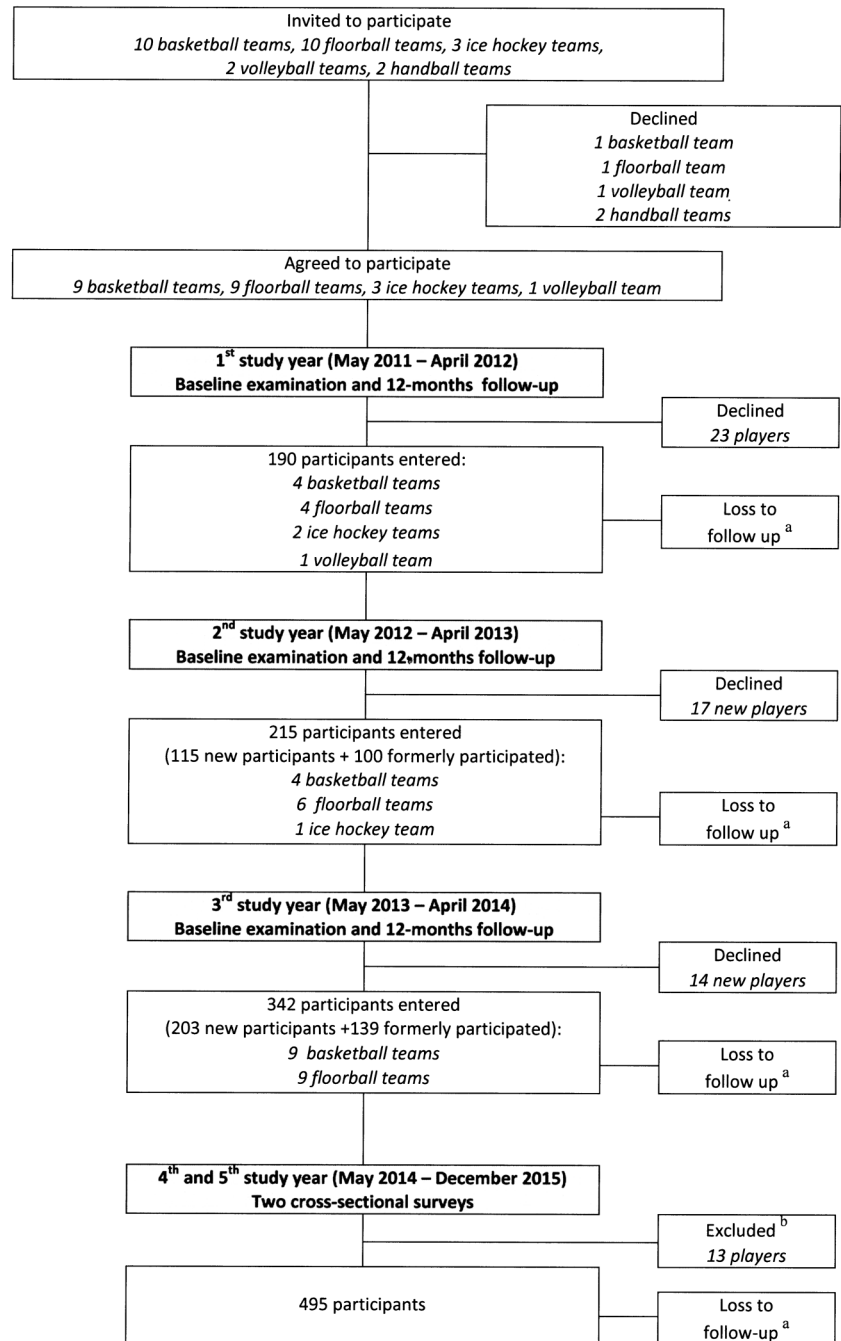 Invited to participate
10 basketball teams, 10 floorball teams, 3 ice hockey teams,
2 volleyball teams, 2 handball teams
Declined
1 basketball team
1 floorball team
1 volleyball team
2 handball teams
Agreed to participate
9 basketball teams, 9 floorball teams, 3 ice hockey teams, 1 volleyball team
1st study year (May 2011 – April 2012)
Baseline examination and 12-months follow-up
Declined
23 players
190 participants entered:
4 basketball teams
4 floorball teams
2 ice hockey teams
1 volleyball team
Loss to
follow up a
2nd study year (May 2012 – April 2013)
Baseline examination and 12-months follow-up
Declined
17 new players
215 participants entered
(115 new participants + 100 formerly participated):
4 basketball teams
6 floorball teams
1 ice hockey team
Loss to
follow up a
3rd study year (May 2013 – April 2014)
Baseline examination and 12-months follow-up
Declined
14 new players
342 participants entered
(203 new participants +139 formerly participated):
9 basketball teams
9 floorball teams
Loss to
follow up a
4th and 5th study year (May 2014 – December 2015)
Two cross-sectional surveys
Excluded b
13 players
495 participants
Loss to
follow-up a